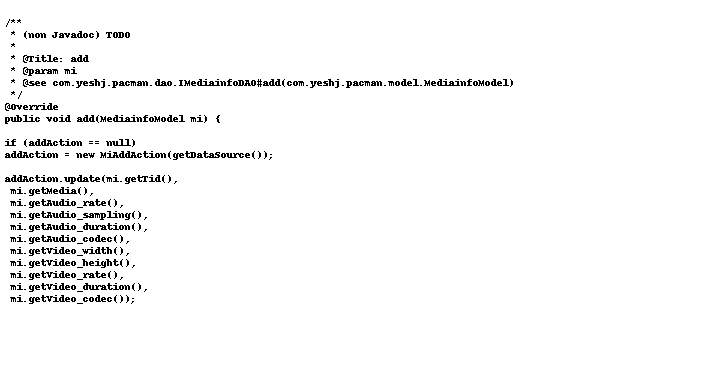 /**
 * (non Javadoc) TODO
 *
 * @Title: add
 * @param mi
 * @see com.yeshj.pacman.dao.IMediainfoDAO#add(com.yeshj.pacman.model.MediainfoModel)
 */
@Override
public void add(MediainfoModel mi) {

if (addAction == null)
addAction = new MiAddAction(getDataSource());

addAction.update(mi.getTid(),
 mi.getMedia(),
 mi.getAudio_rate(),
 mi.getAudio_sampling(),
 mi.getAudio_duration(),
 mi.getAudio_codec(),
 mi.getVideo_width(),
 mi.getVideo_height(),
 mi.getVideo_rate(),
 mi.getVideo_duration(),
 mi.getVideo_codec());